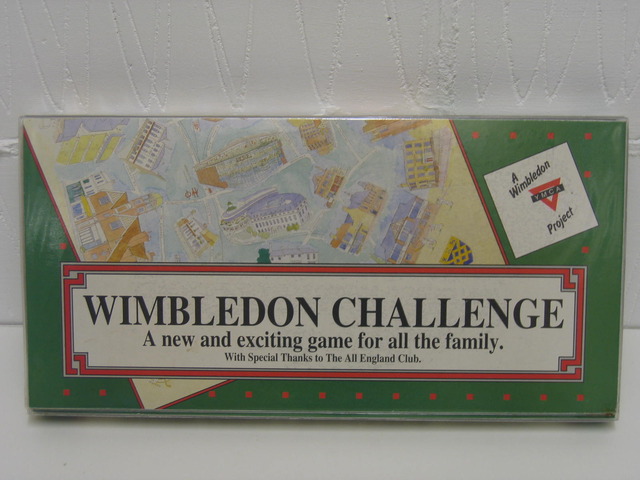 A
Wimbledon
YMCA
Project
WIMBLEDON CHALLENGE
A new and exciting game for all the family.
With Special Thanks to The All England Club.